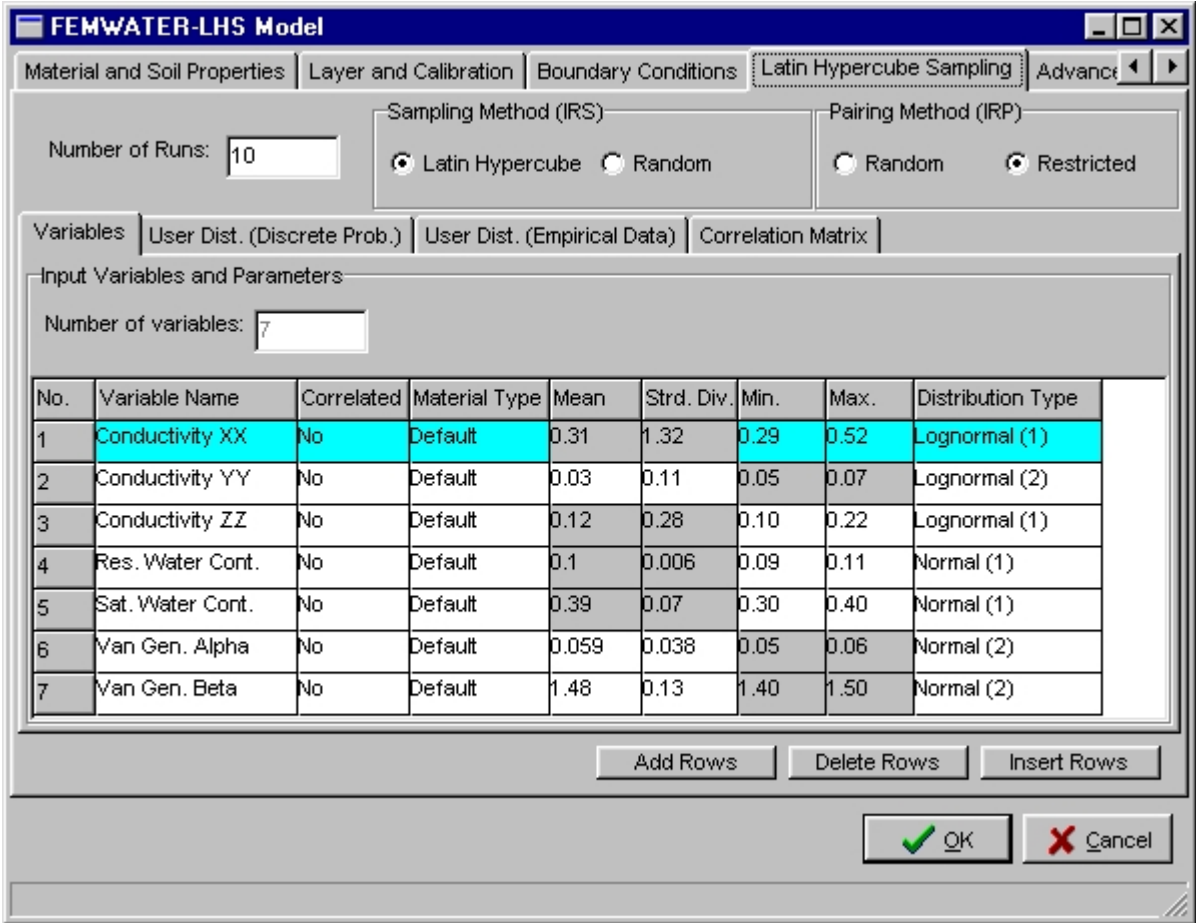 FEMWATER-LHS Model
Material and Soil Properties Layer and Calibration Boundary Conditions Latin Hypercube Sampling Advance
Sampling Method (IRS) Pairing Method (IRP)
Number of Runs: 10 Latin Hypercube Random Random Restricted
Variables User Dist. (Discrete Prob.) User Dist. (Empirical Data) Correlation Matrix
Input Variables and Parameters
Number of variables: 7
No. Variable Name Correlated Material Type Mean Strd. Div. Min. Max. Distribution Type
1 Conductivity XX No Default 0.31 1.32 0.29 0.52 Lognormal (1)
2 Conductivity YY No Default 0.03 0.11 0.05 0.07 Lognormal (2)
3 Conductivity ZZ No Default 0.12 0.28 0.10 0.22 Lognormal (1)
4 Res. Water Cont. No Default 0.1 0.006 0.09 0.11 Normal (1)
5 Sat. Water Cont. No Default 0.39 0.07 0.30 0.40 Normal (1)
6 Van Gen. Alpha No Default 0.059 0.038 0.05 0.06 Normal (2)
7 Van Gen. Beta No Default 1.48 0.13 1.40 1.50 Normal (2)
Add Rows Delete Rows Insert Rows
OK Cancel